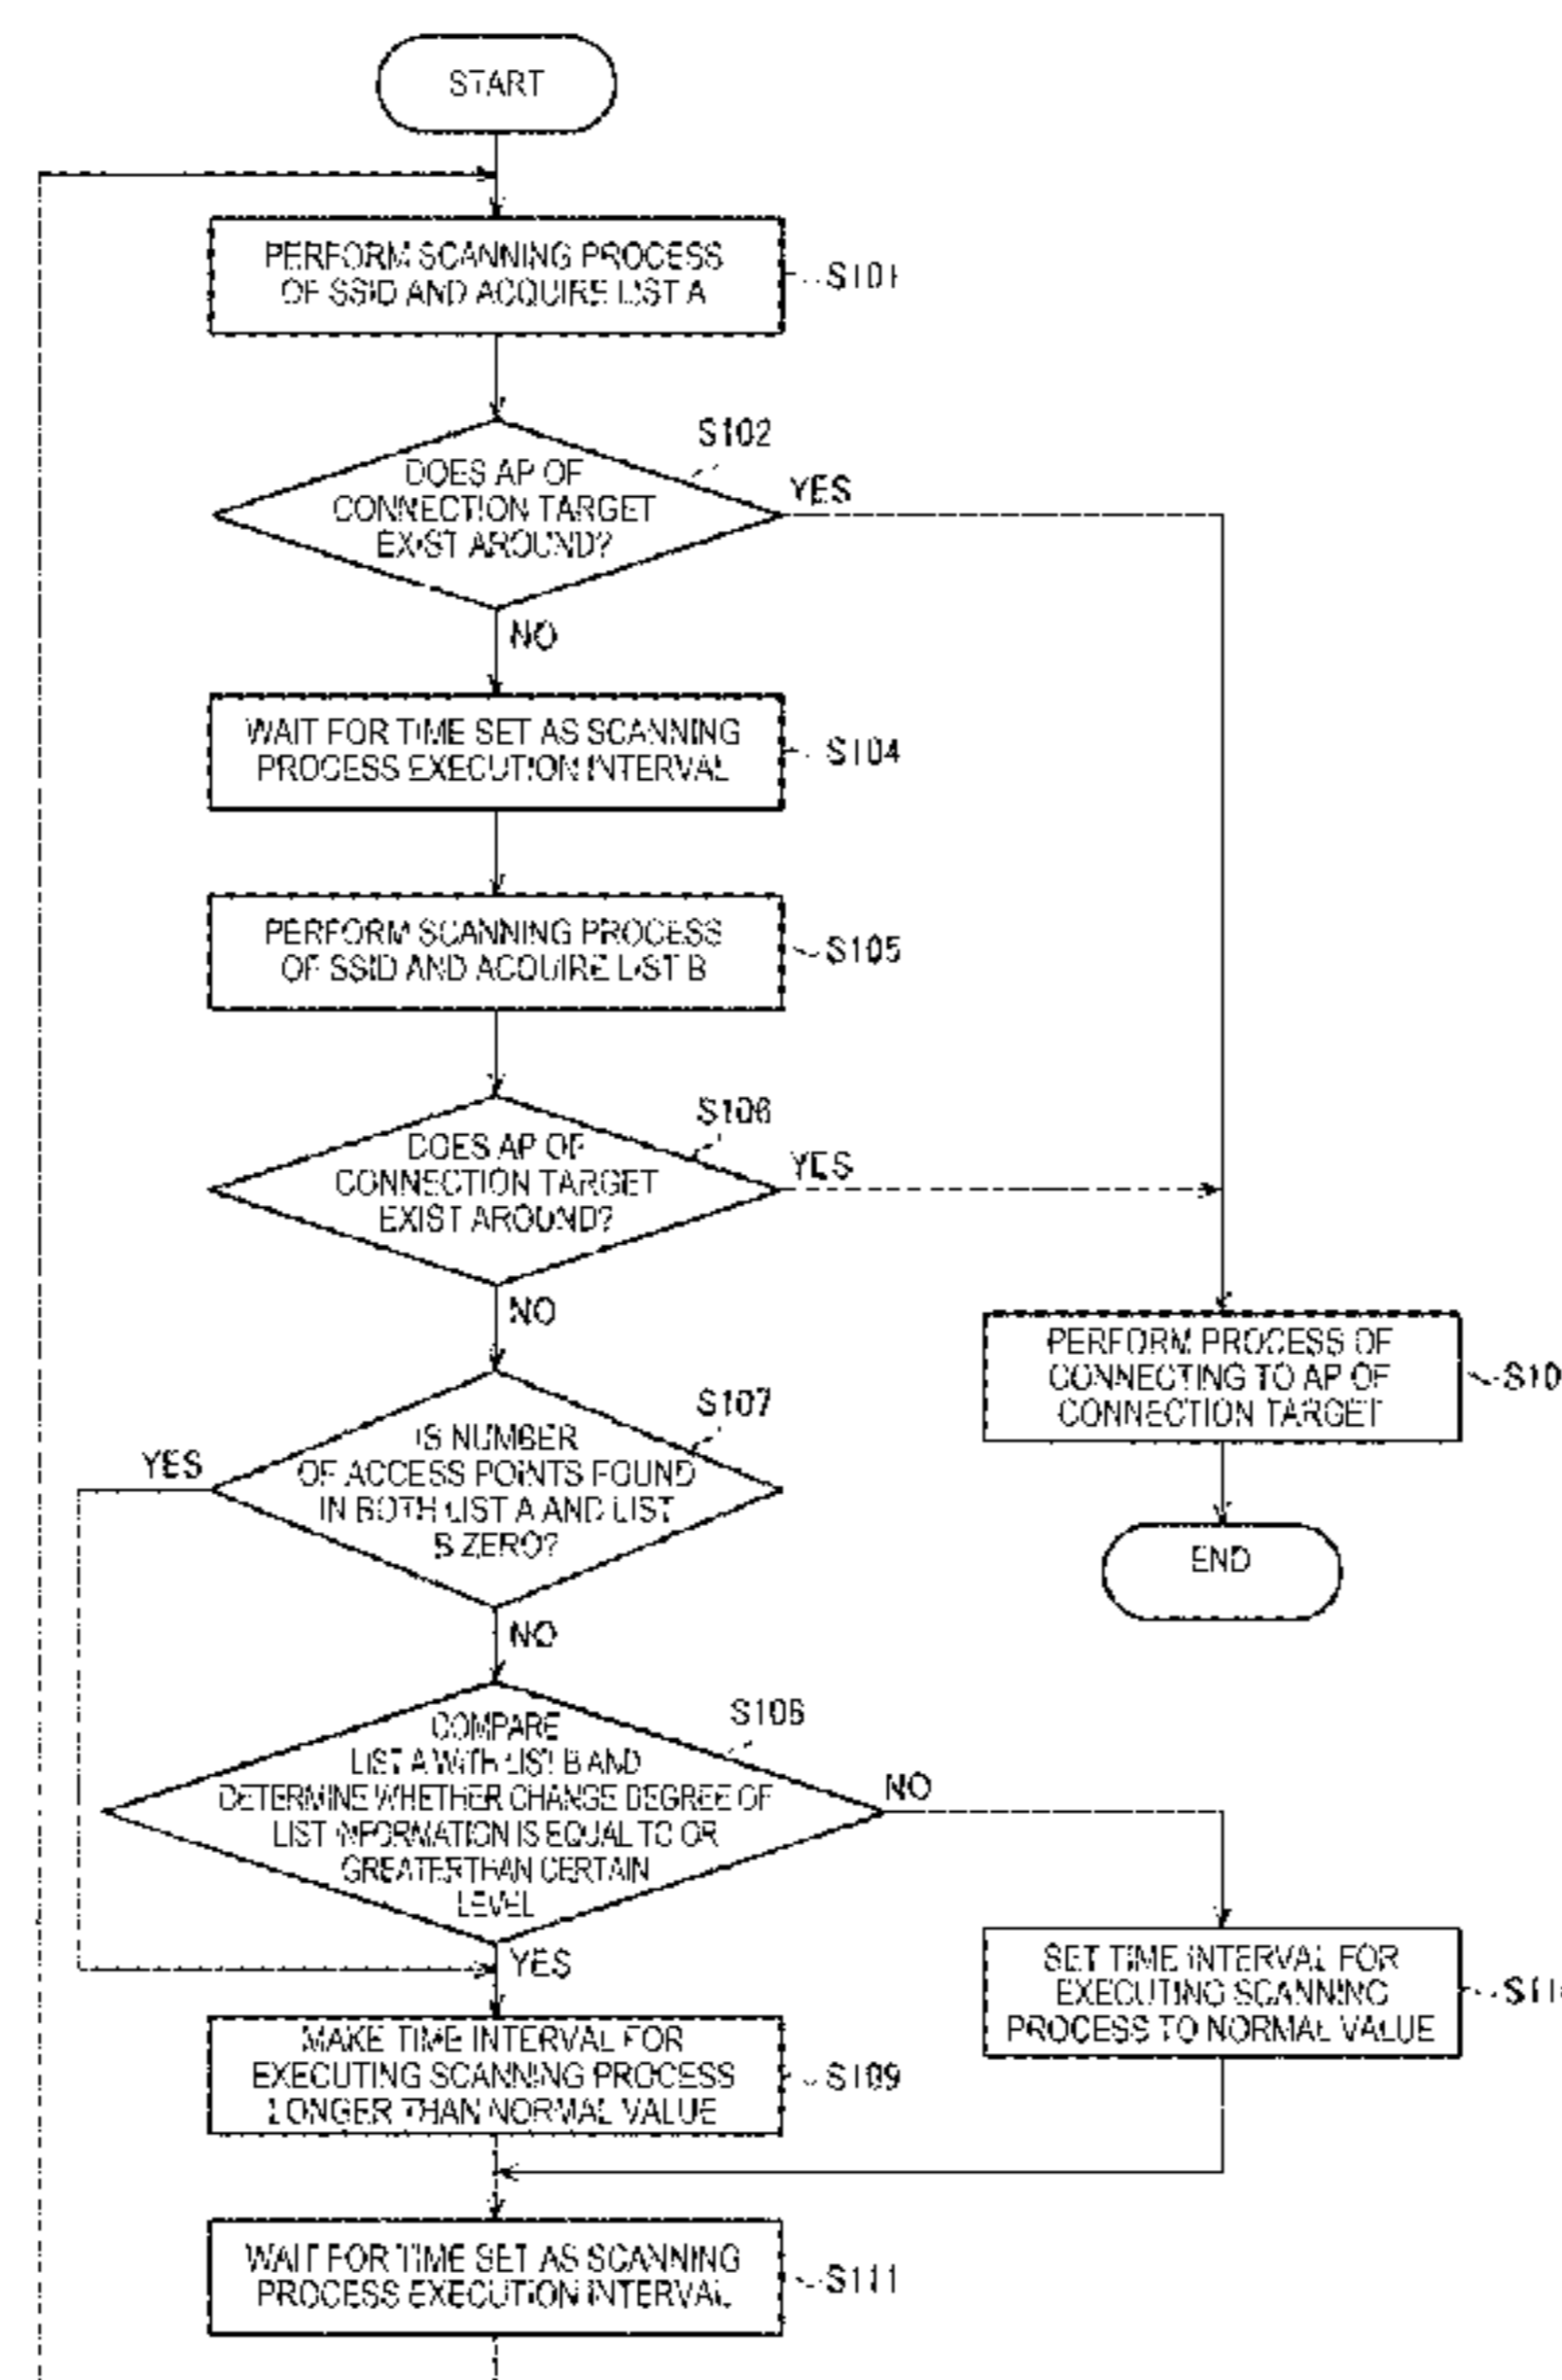 START
PERFORM SCANNING PROCESS
OF SSID AND ACQUIRE LIST A
S101
S102
DOES AP OF
CONNECTION TARGET
EXIST AROUND?
YES
NO
WAIT FOR TIME SET AS SCANNING
PROCESS EXECUTION INTERVAL
S104
PERFORM SCANNING PROCESS
OF SSID AND ACQUIRE LIST B
S105
S106
DOES AP OF
CONNECTION TARGET
EXIST AROUND?
YES
NO
PERFORM PROCESS OF
CONNECTING TO AP OF
CONNECTION TARGET
S10
S107
IS NUMBER
OF ACCESS POINTS FOUND
IN BOTH LIST A AND LIST
B ZERO?
YES
NO
END
COMPARE
LIST A WITH LIST B AND
DETERMINE WHETHER CHANGE DEGREE OF
LIST INFORMATION IS EQUAL TO OR
GREATERTHAN CERTAIN
LEVEL
NO
YES
SET TIME INTERVAL FOR
EXECUTING SCANNING
PROCESS TO NORMAL VALUE
S11
MAKE TIME INTERVAL FOR
EXECUTING SCANNING PROCESS
LONGER THAN NORMAL VALUE
S109
WAIT FOR TIME SET AS SCANNING
PROCESS EXECUTION INTERVAL
S111